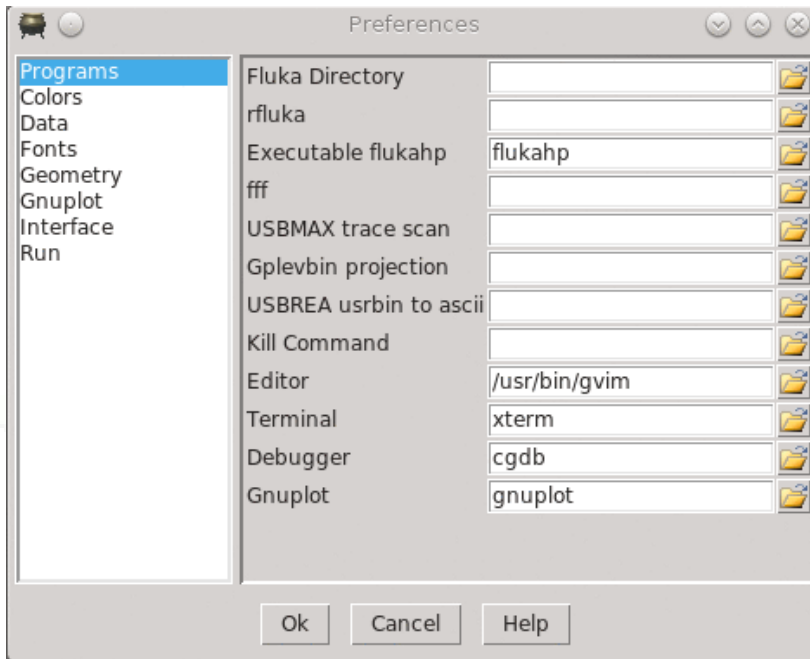 Preferences
Programs
Colors
Data
Fonts
Geometry
Gnuplot
Interface
Run
Fluka Directory
rfluka
Executable flukahp flukahp
fff
USBMAX trace scan
Gplevbin projection
USBREA usrbin to ascii
Kill Command
Editor /usr/bin/gvim
Terminal xterm
Debugger cgdb
Gnuplot gnuplot
Ok Cancel Help